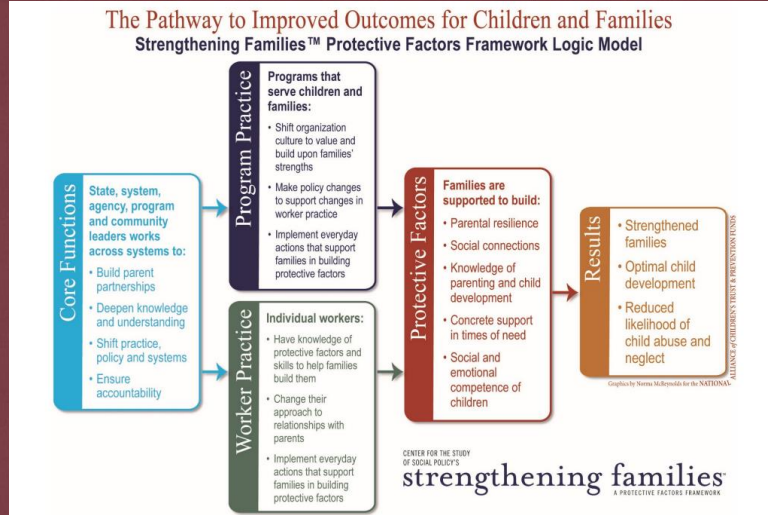 The Pathway to Improved Outcomes for Children and Families
Strengthening Families™ Protective Factors Framework Logic Model
Core Functions
State, system,
agency, program
and community
leaders works
across systems to:
• Build parent
partnerships
• Deepen knowledge
and understanding
• Shift practice,
policy and systems
• Ensure
accountability
Program Practice
Programs that
serve children and
families:
• Shift organization
culture to value and
build upon families'
strengths
• Make policy changes
to support changes in
worker practice
• Implement everyday
actions that support
families in building
protective factors
Worker Practice
Individual workers:
• Have knowledge of
protective factors and
skills to help families
build them
• Change their
approach to
relationships with
parents
• Implement everyday
actions that support
families in building
protective factors
Protective Factors
Families are
supported to build:
• Parental resilience
• Social connections
• Knowledge of
parenting and child
development
• Concrete support
in times of need
• Social and
emotional
competence of
children
Results
• Strengthened
families
• Optimal child
development
• Reduced
likelihood of
child abuse and
neglect
Graphics by Norma McReynolds for the NATIONAL
ALLIANCE of CHILDREN'S TRUST & PREVENTION FUNDS
CENTER FOR THE STUDY
OF SOCIAL POLICY'S
strengthening families™
A PROTECTIVE FACTORS FRAMEWORK